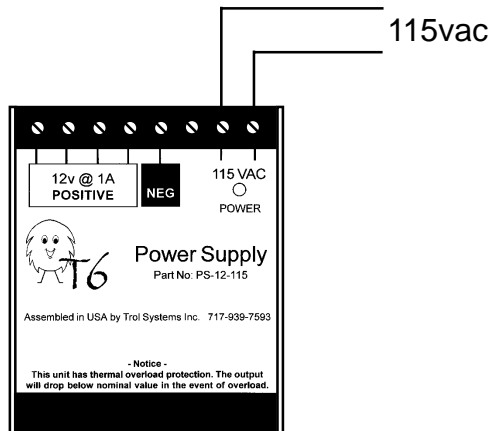 115vac
12v @ 1A
POSITIVE
NEG
115 VAC
POWER
T6
Power Supply
Part No: PS-12-115
Assembled in USA by Trol Systems Inc. 717-939-7593
- Notice -
This unit has thermal overload protection. The output
will drop below nominal value in the event of overload.